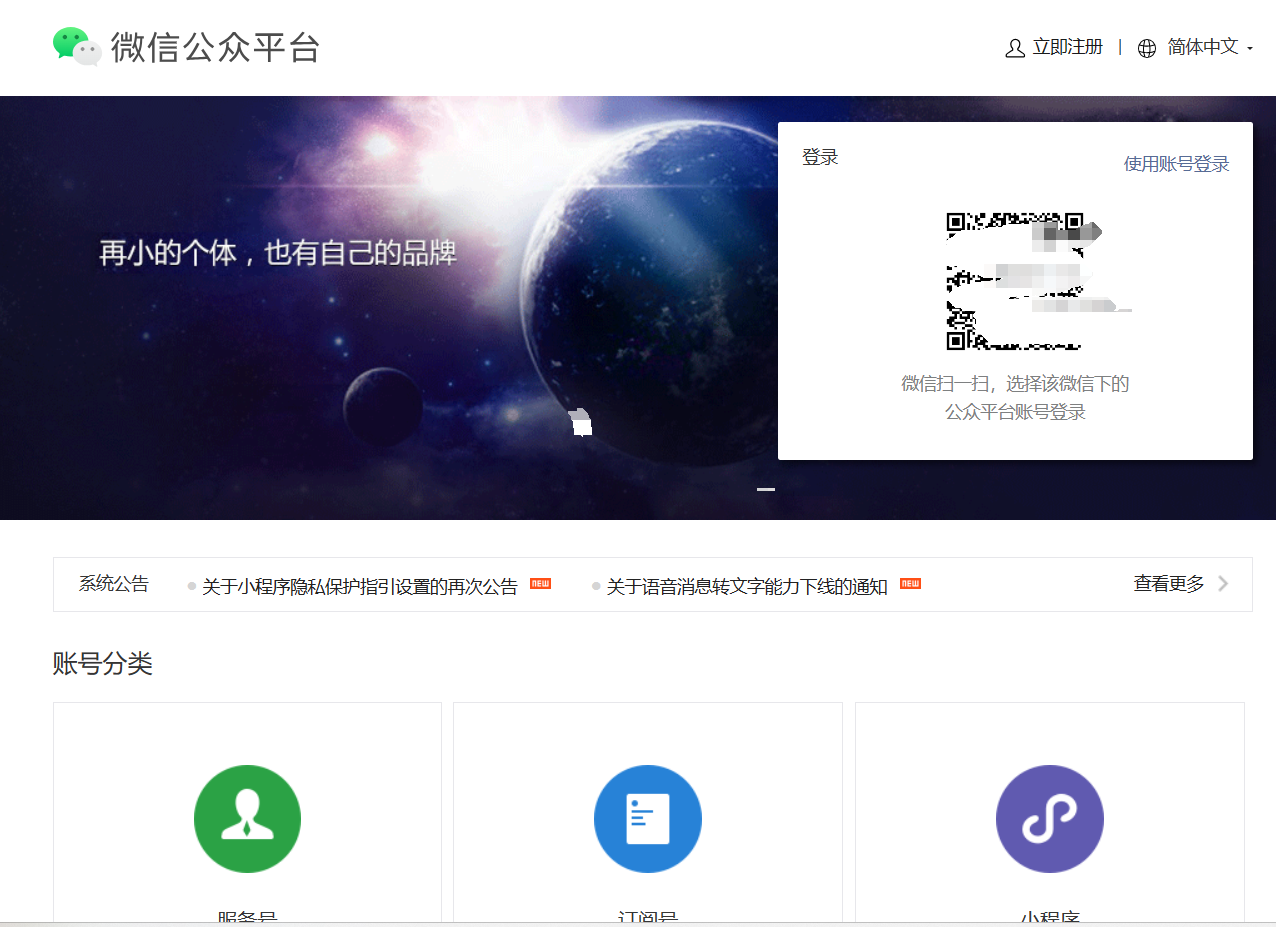 微信公众平台
立即注册 | 简体中文
登录
使用账号登录
再小的个体，也有自己的品牌
微信扫一扫，选择该微信下的
公众平台账号登录
系统公告
关于小程序隐私保护指引设置的再次公告 NEW
关于语音消息转文字能力下线的通知 NEW
查看更多
账号分类
服务号
订阅号
小程序